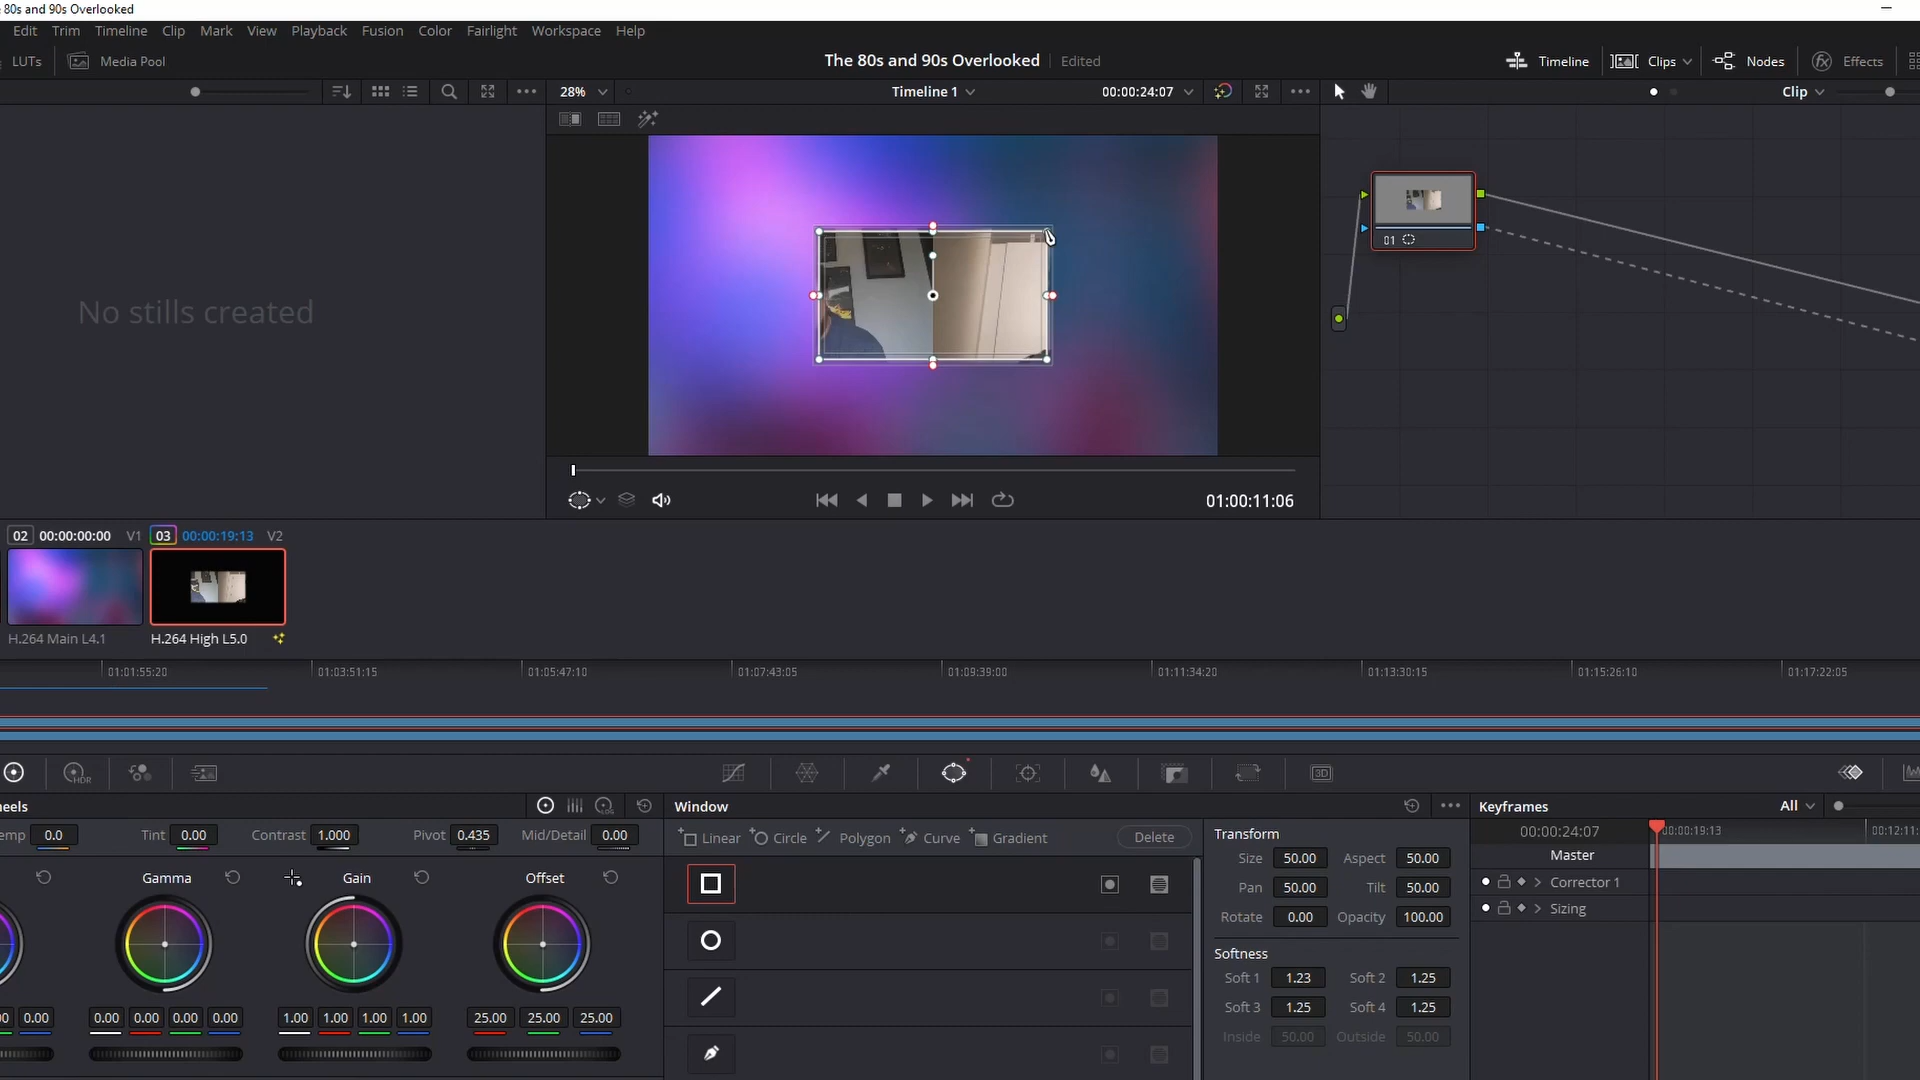 80s and 90s Overlooked
Edit Trim Timeline Clip Mark View Playback Fusion Color Fairlight Workspace Help
LUTs Media Pool The 80s and 90s Overlooked Edited Timeline Clips Nodes Effects
28% Timeline 1 00:00:24:07 Clip
01
No stills created
01:00:11:06
02 00:00:00:00 V1 03 00:00:19:13 V2
H.264 Main L4.1 H.264 High L5.0
01:01:55:20 01:03:51:15 01:05:47:10 01:07:43:05 01:09:39:00 01:11:34:20 01:13:30:15 01:15:26:10 01:17:22:05
HDR 3D
eels LOG Window Keyframes All
emp 0.0 Tint 0.00 Contrast 1.000 Pivot 0.435 Mid/Detail 0.00
Linear Circle Polygon Curve Gradient Delete
Transform
Size 50.00 Aspect 50.00
Pan 50.00 Tilt 50.00
Rotate 0.00 Opacity 100.00
Softness
Soft 1 1.23 Soft 2 1.25
Soft 3 1.25 Soft 4 1.25
Inside 50.00 Outside 50.00
00:00:24:07 00:00:19:13 00:12:11:
Master
Corrector 1
Sizing
Gamma Gain Offset
0 0.00 0.00 0.00 0.00 0.00 1.00 1.00 1.00 1.00 25.00 25.00 25.00